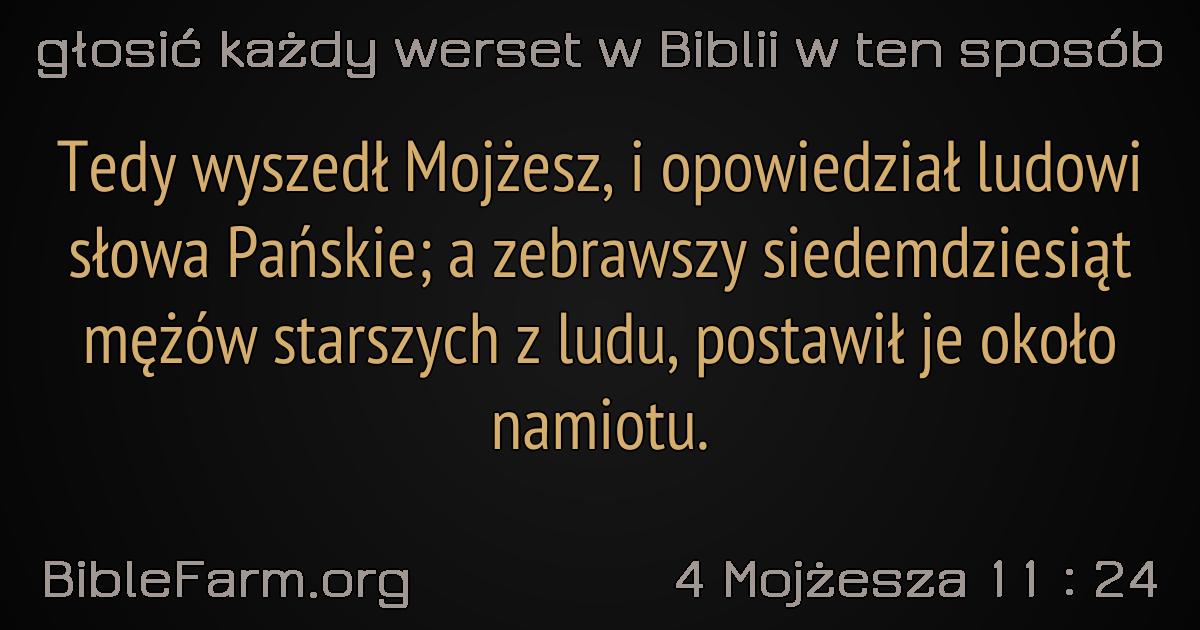 głosić każdy werset w Biblii w ten sposób
Tedy wyszedł Mojżesz, i opowiedział ludowi
słowa Pańskie; a zebrawszy siedemdziesiąt
mężów starszych z ludu, postawił je około
namiotu.
BibleFarm.org
4 Mojżesza 11 : 24